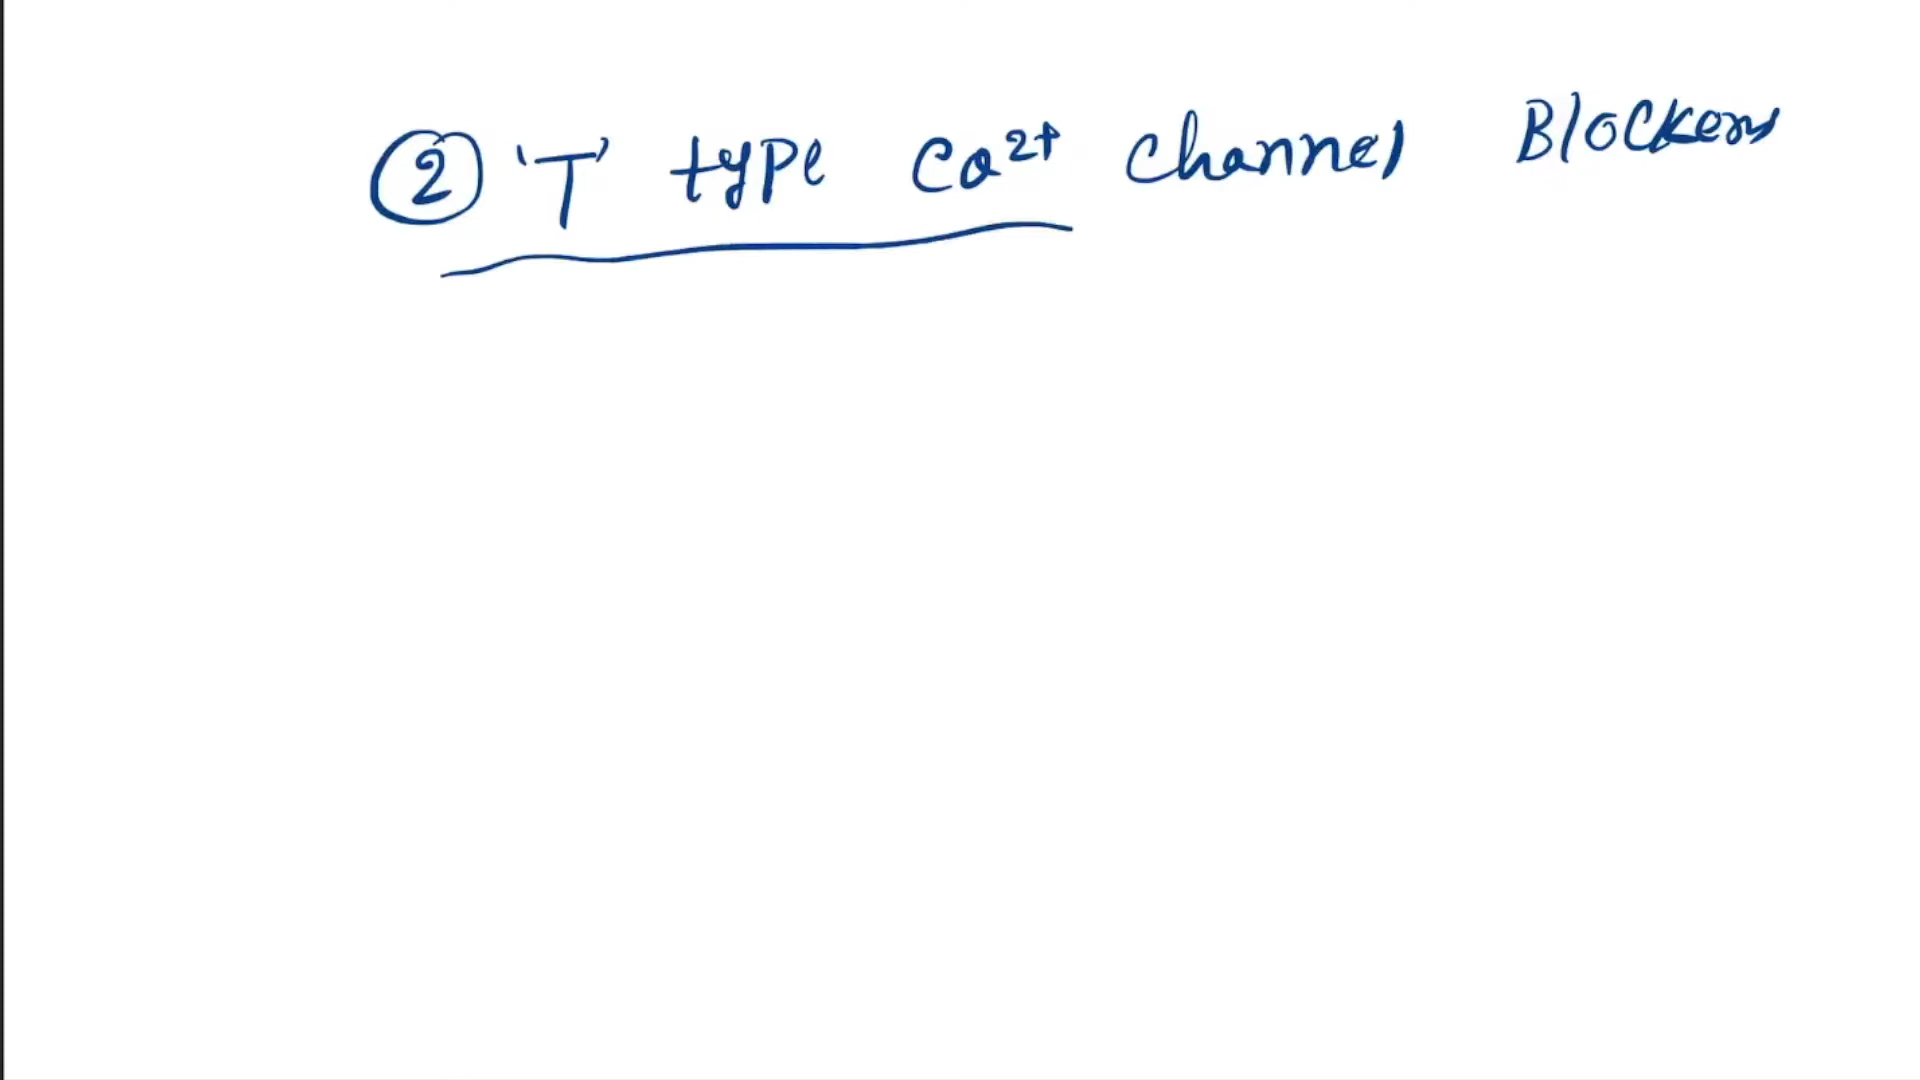 ② 'T' type Ca²⁺ channel Blockers